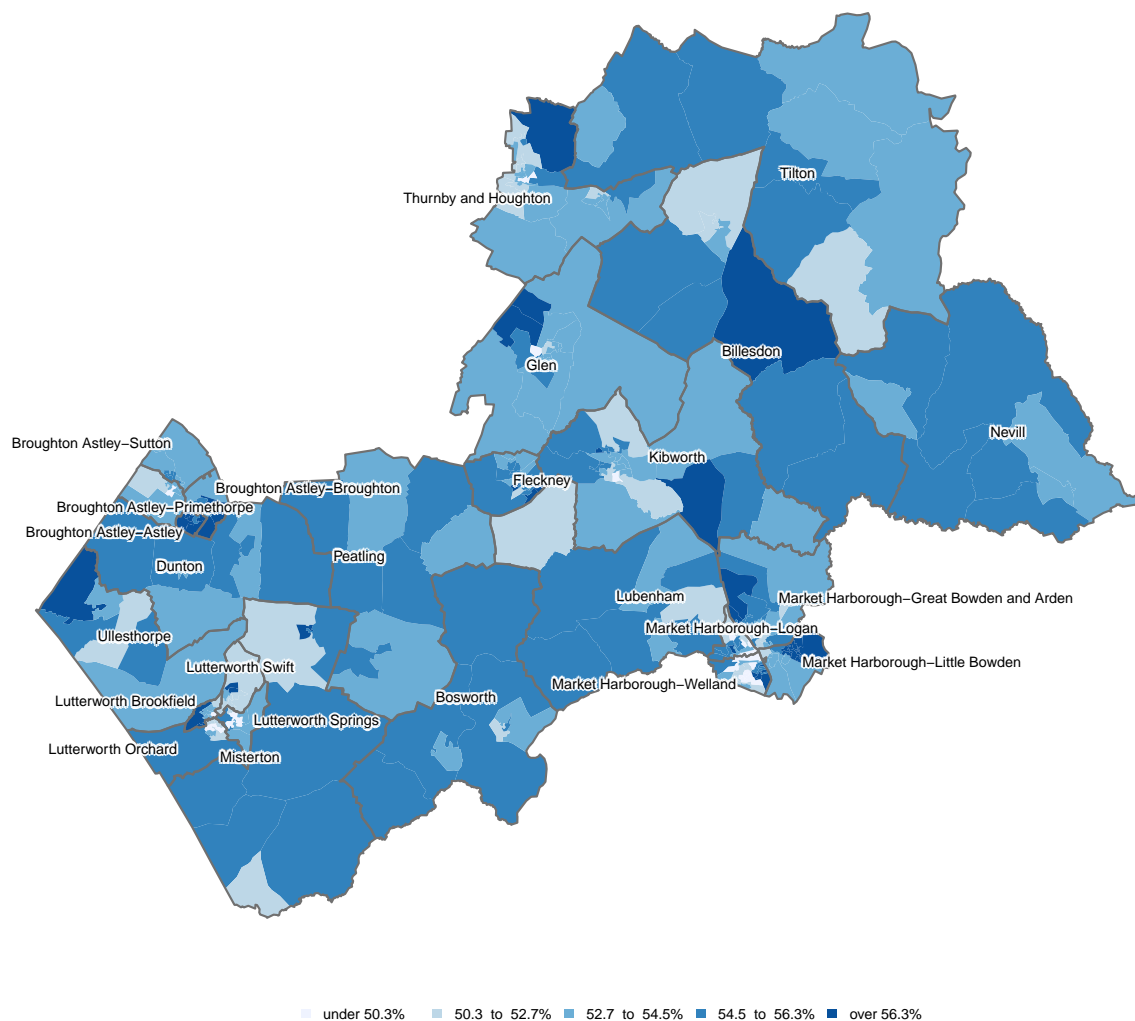 Tilton
Thurnby and Houghton
Billesdon
Glen
Nevill
Broughton Astley−Sutton
Kibworth
Fleckney
Broughton Astley−Broughton
Broughton Astley−Primethorpe
Broughton Astley−Astley
Peatling
Dunton
Lubenham
Market Harborough−Great Bowden and Arden
Market Harborough−Logan
Ullesthorpe
Market Harborough−Little Bowden
Lutterworth Swift
Market Harborough−Welland
Bosworth
Lutterworth Brookfield
Lutterworth Springs
Lutterworth Orchard
Misterton
under 50.3% 50.3 to 52.7% 52.7 to 54.5% 54.5 to 56.3% over 56.3%